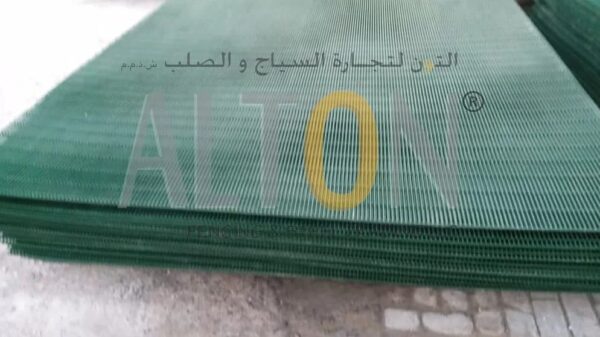 التون لتجارة السياج و الصلب ش.ذ.م.م
ALTON®